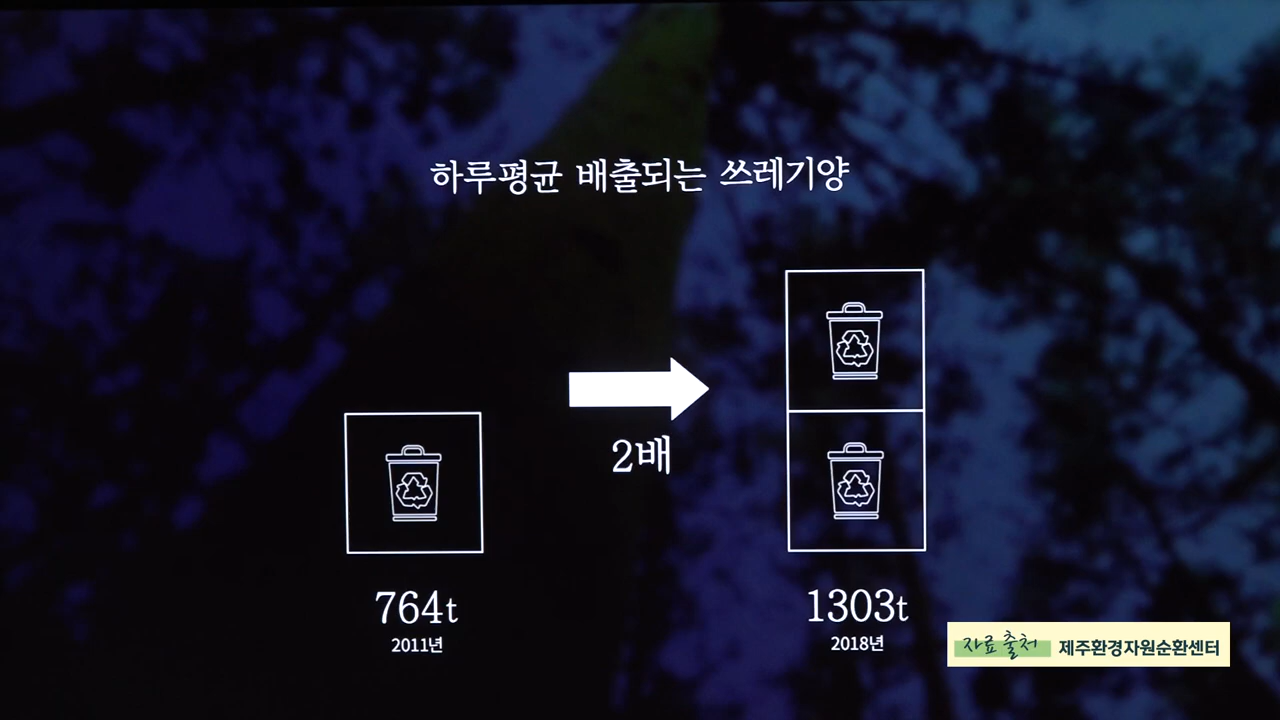 하루평균 배출되는 쓰레기양
2배
764t
2011년
1303t
2018년
자료 출처 제주환경자원순환센터